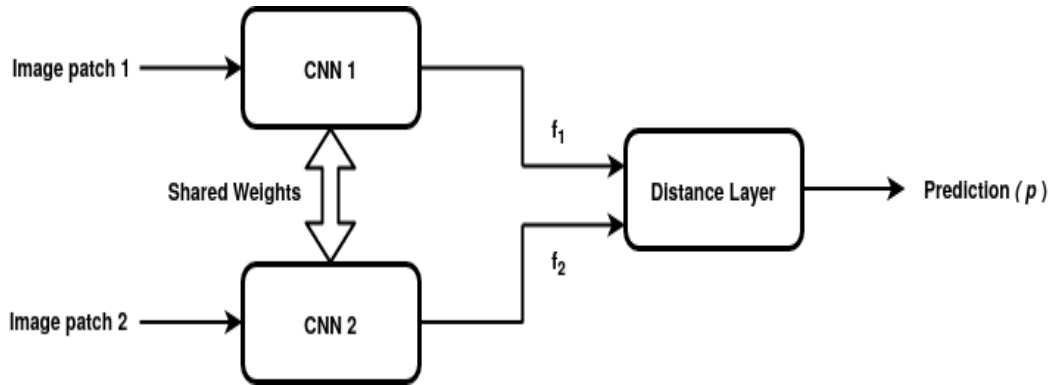 Image patch 1
CNN 1
f₁
Shared Weights
Distance Layer
Prediction ( p )
f₂
Image patch 2
CNN 2